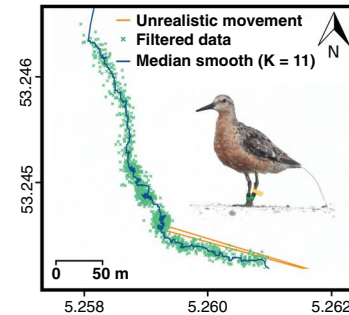 Unrealistic movement
Filtered data
Median smooth (K = 11)
N
53.246
53.245
0 50 m
5.258 5.260 5.262